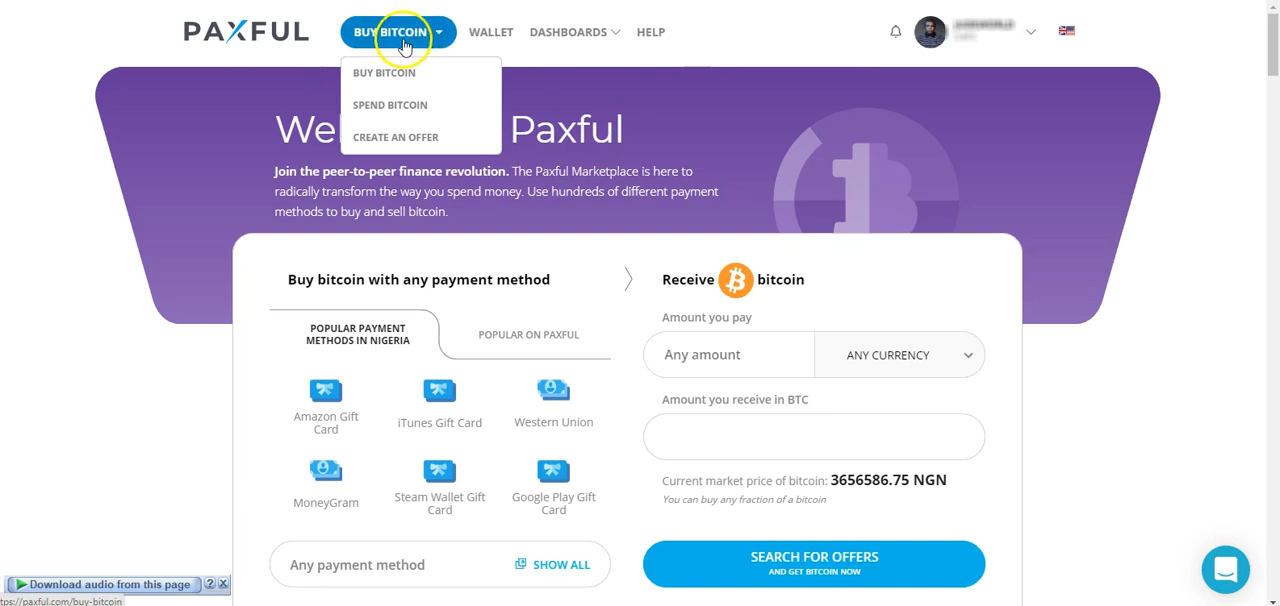 PAXFUL
BUY BITCOIN
WALLET
DASHBOARDS
HELP
BUY BITCOIN
SPEND BITCOIN
CREATE AN OFFER
We Paxful
Join the peer-to-peer finance revolution. The Paxful Marketplace is here to
radically transform the way you spend money. Use hundreds of different payment
methods to buy and sell bitcoin.
Buy bitcoin with any payment method
POPULAR PAYMENT
METHODS IN NIGERIA
POPULAR ON PAXFUL
Amazon Gift
Card
iTunes Gift Card
Western Union
MoneyGram
Steam Wallet Gift
Card
Google Play Gift
Card
Any payment method
SHOW ALL
Receive bitcoin
Amount you pay
Any amount
ANY CURRENCY
Amount you receive in BTC
Current market price of bitcoin: 3656586.75 NGN
You can buy any fraction of a bitcoin
SEARCH FOR OFFERS
AND GET BITCOIN NOW
Download audio from this page
?
tps://paxful.com/buy-bitcoin